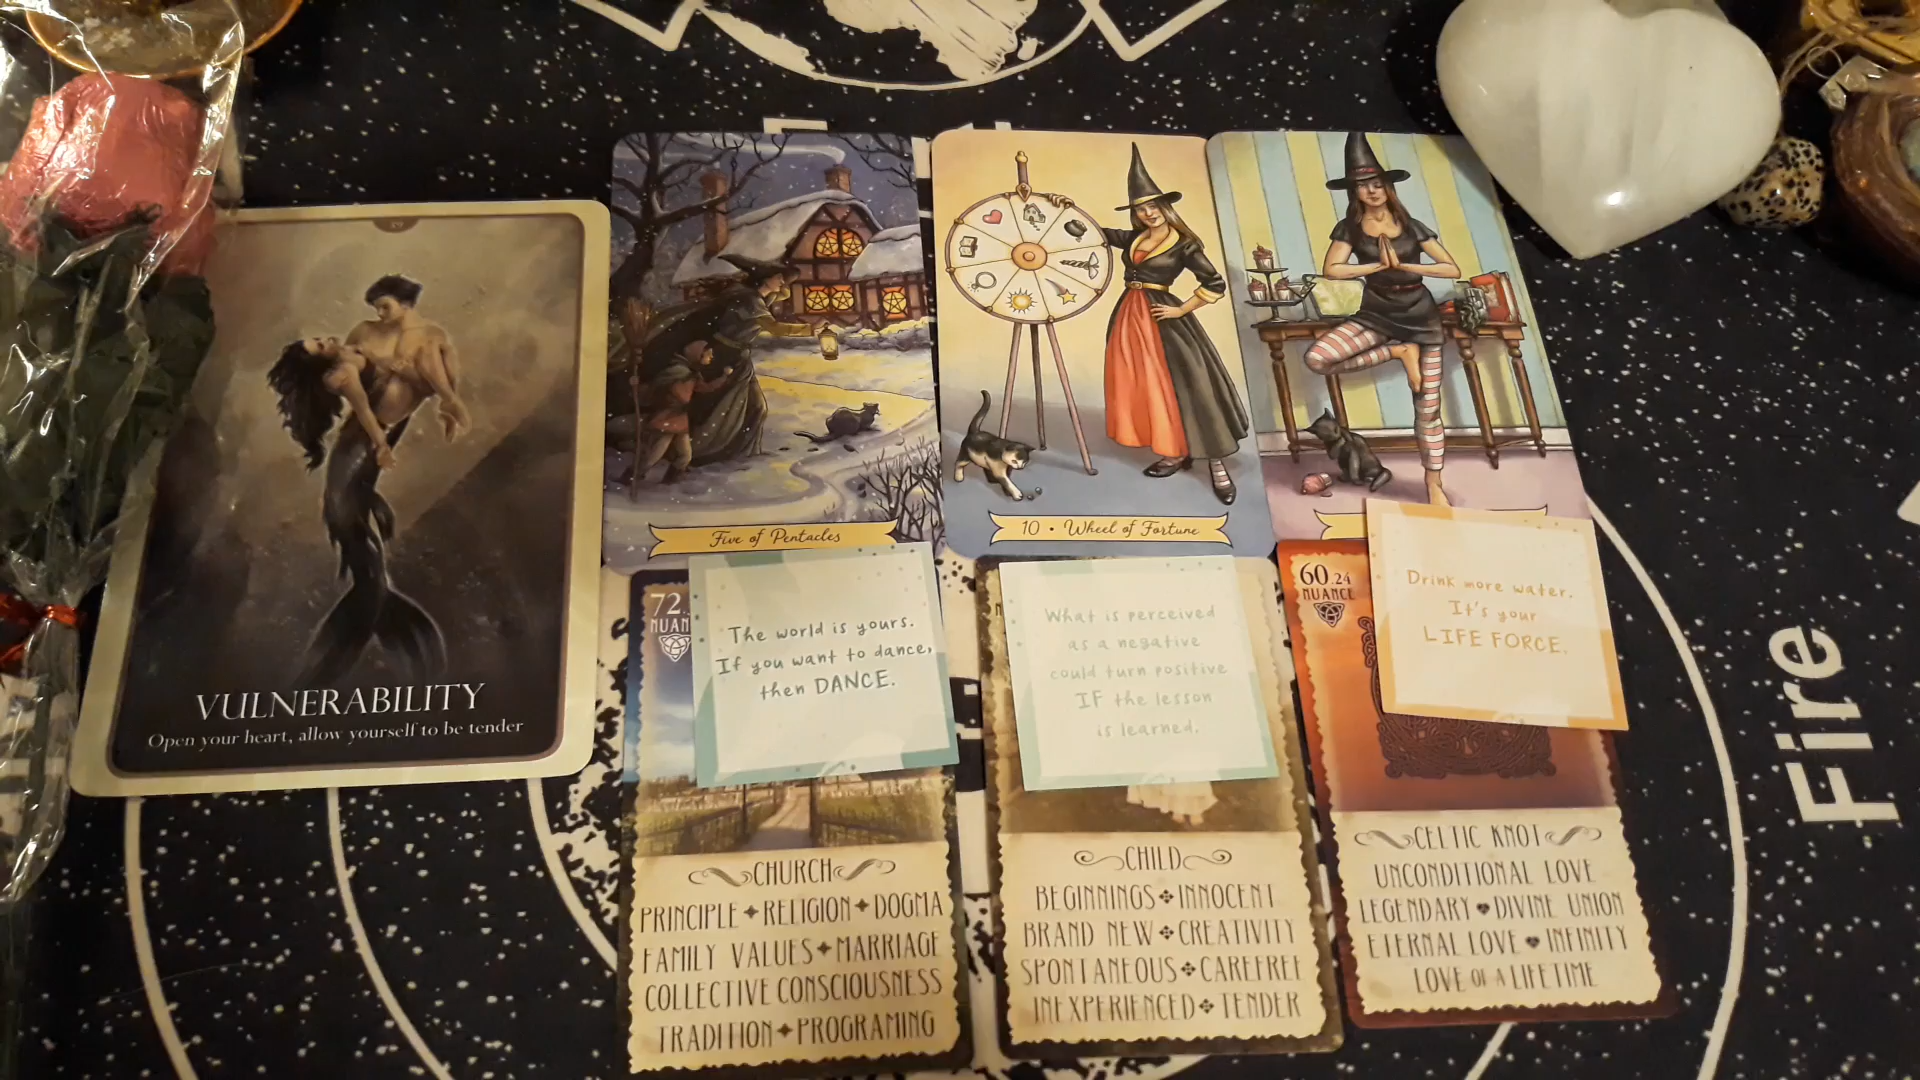 VULNERABILITY
Open your heart, allow yourself to be tender
Five of Pentacles
10 • Wheel of Fortune
72.
The world is yours.
If you want to dance,
then DANCE.
What is perceived
as a negative
could turn positive
IF the lesson
is learned.
60.24
NUANCE
Drink more water.
It's your
LIFE FORCE.
CHURCH
PRINCIPLE ✦ RELIGION ✦ DOGMA
FAMILY VALUES ✦ MARRIAGE
COLLECTIVE CONSCIOUSNESS
TRADITION ✦ PROGRAMING
CHILD
BEGINNINGS ❖ INNOCENT
BRAND NEW ❖ CREATIVITY
SPONTANEOUS ❖ CAREFREE
INEXPERIENCED ❖ TENDER
CELTIC KNOT
UNCONDITIONAL LOVE
LEGENDARY ♥ DIVINE UNION
ETERNAL LOVE ♥ INFINITY
LOVE OF A LIFETIME
Fire